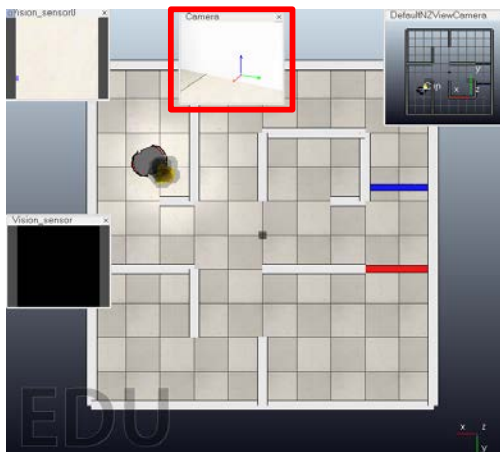 Vision_sensor0
Camera
DefaultNZViewCamera
x
y
z
Vision_sensor
EDU
x
z
y